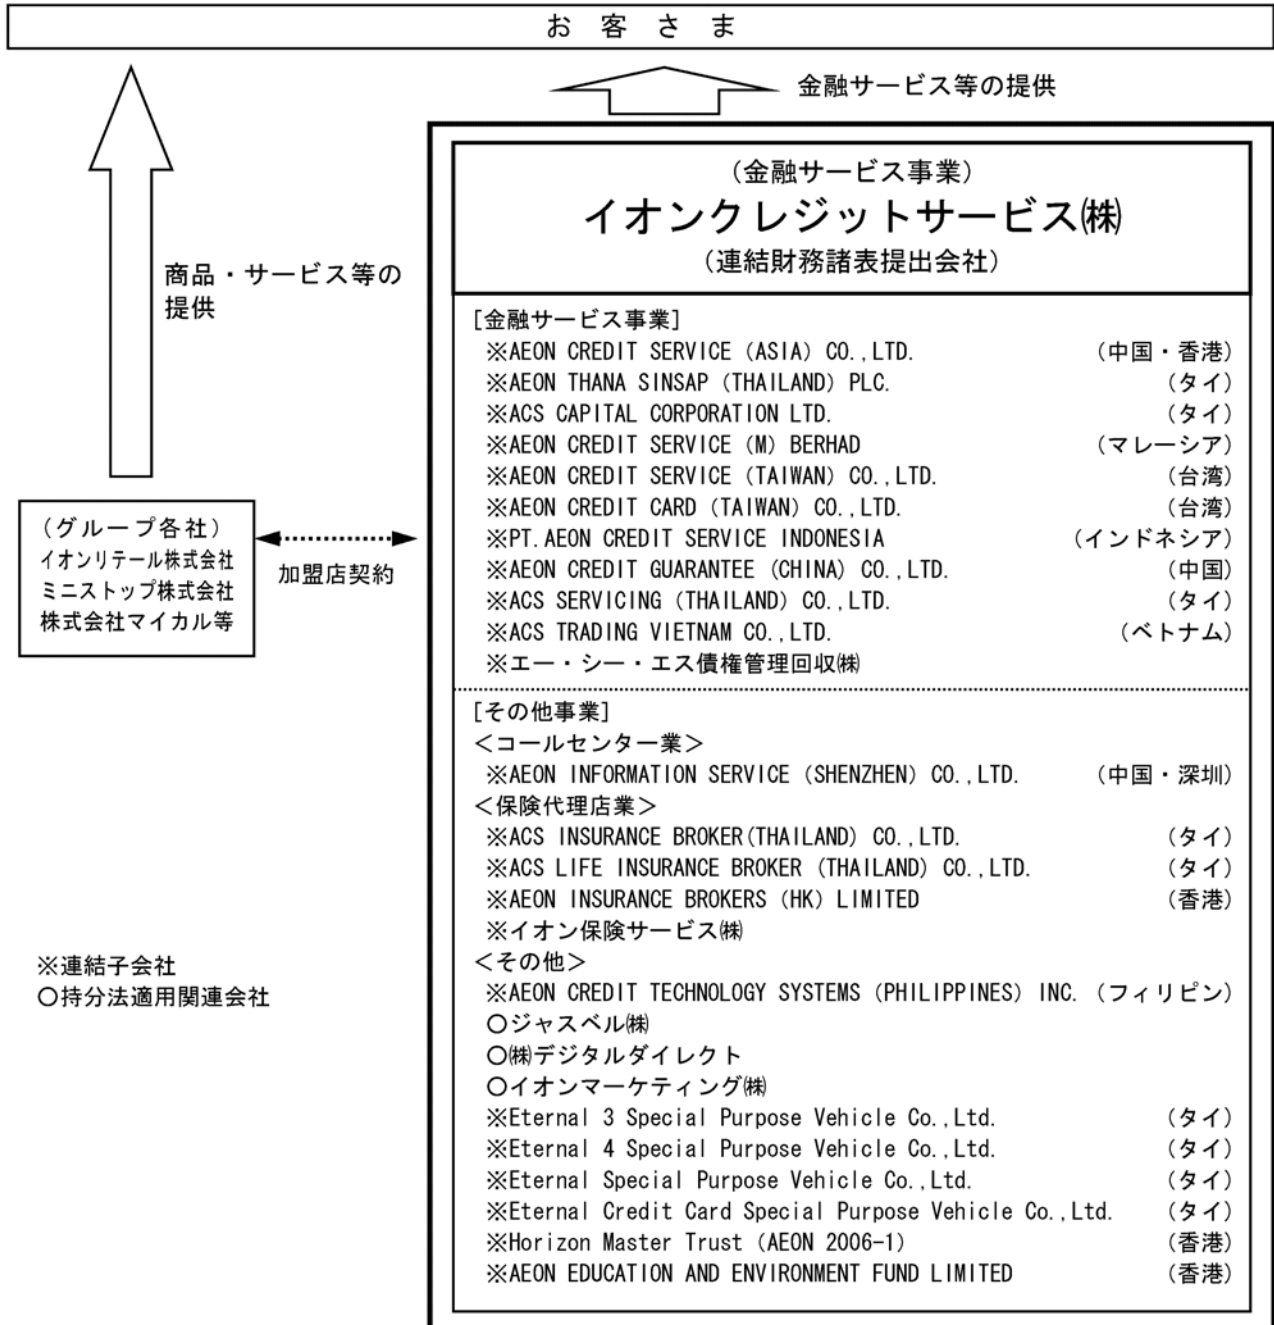 お客さま
金融サービス等の提供
商品・サービス等の
提供
(グループ各社)
イオンリテール株式会社
ミニストップ株式会社
株式会社マイカル等
加盟店契約
(金融サービス事業)
イオンクレジットサービス㈱
(連結財務諸表提出会社)
[金融サービス事業]
※AEON CREDIT SERVICE (ASIA) CO.,LTD. (中国・香港)
※AEON THANA SINSAP (THAILAND) PLC. (タイ)
※ACS CAPITAL CORPORATION LTD. (タイ)
※AEON CREDIT SERVICE (M) BERHAD (マレーシア)
※AEON CREDIT SERVICE (TAIWAN) CO.,LTD. (台湾)
※AEON CREDIT CARD (TAIWAN) CO.,LTD. (台湾)
※PT.AEON CREDIT SERVICE INDONESIA (インドネシア)
※AEON CREDIT GUARANTEE (CHINA) CO.,LTD. (中国)
※ACS SERVICING (THAILAND) CO.,LTD. (タイ)
※ACS TRADING VIETNAM CO.,LTD. (ベトナム)
※エー・シー・エス債権管理回収㈱
[その他事業]
<コールセンター業>
※AEON INFORMATION SERVICE (SHENZHEN) CO.,LTD. (中国・深圳)
<保険代理店業>
※ACS INSURANCE BROKER(THAILAND) CO.,LTD. (タイ)
※ACS LIFE INSURANCE BROKER (THAILAND) CO.,LTD. (タイ)
※AEON INSURANCE BROKERS (HK) LIMITED (香港)
※イオン保険サービス㈱
<その他>
※AEON CREDIT TECHNOLOGY SYSTEMS (PHILIPPINES) INC. (フィリピン)
○ジャスベル㈱
○㈱デジタルダイレクト
○イオンマーケティング㈱
※Eternal 3 Special Purpose Vehicle Co.,Ltd. (タイ)
※Eternal 4 Special Purpose Vehicle Co.,Ltd. (タイ)
※Eternal Special Purpose Vehicle Co.,Ltd. (タイ)
※Eternal Credit Card Special Purpose Vehicle Co.,Ltd. (タイ)
※Horizon Master Trust (AEON 2006-1) (香港)
※AEON EDUCATION AND ENVIRONMENT FUND LIMITED (香港)
※連結子会社
○持分法適用関連会社